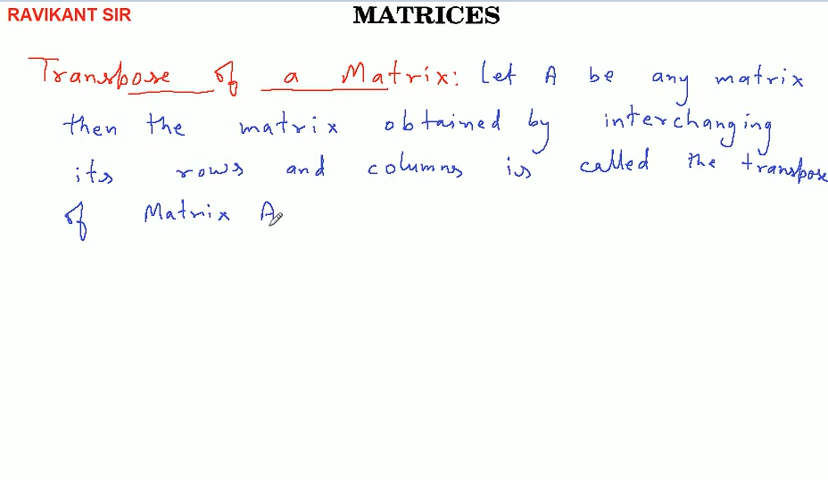 RAVIKANT SIR
MATRICES
Transpose of a Matrix: Let A be any matrix
then the matrix obtained by interchanging
its rows and columns is called the transpose
of Matrix A